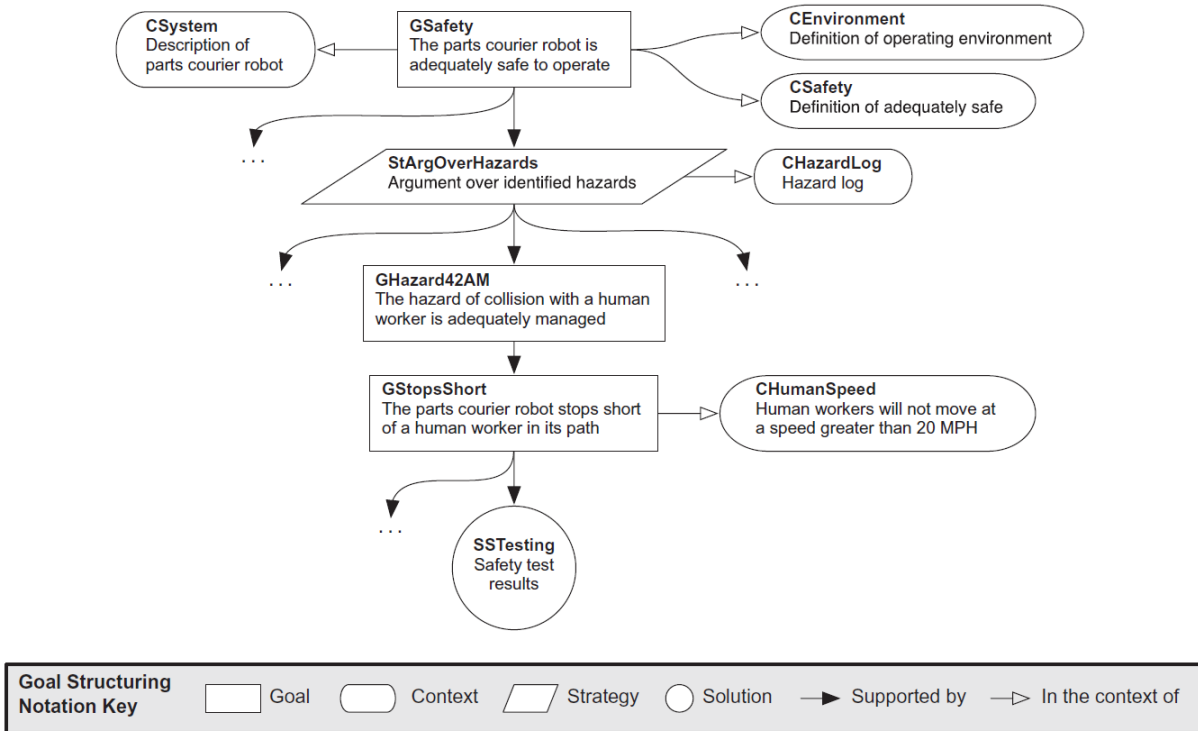 CSystem
Description of
parts courier robot
GSafety
The parts courier robot is
adequately safe to operate
CEnvironment
Definition of operating environment
CSafety
Definition of adequately safe
...
StArgOverHazards
Argument over identified hazards
CHazardLog
Hazard log
...
...
GHazard42AM
The hazard of collision with a human
worker is adequately managed
GStopsShort
The parts courier robot stops short
of a human worker in its path
CHumanSpeed
Human workers will not move at
a speed greater than 20 MPH
...
SSTesting
Safety test
results
Goal Structuring
Notation Key
Goal
Context
Strategy
Solution
Supported by
In the context of